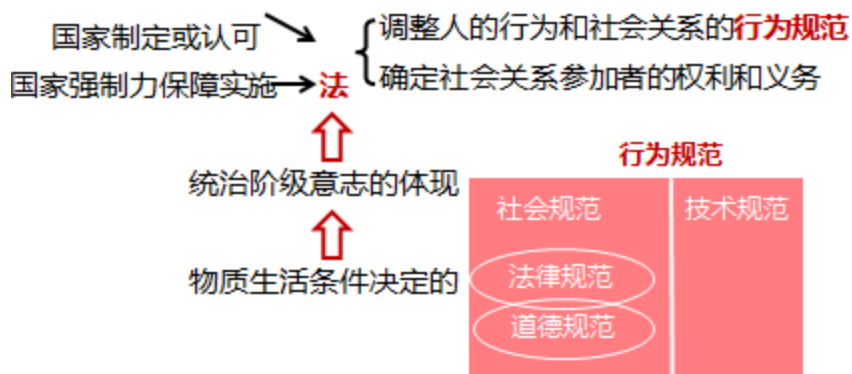 国家制定或认可
调整人的行为和社会关系的行为规范
国家强制力保障实施
法
确定社会关系参加者的权利和义务
统治阶级意志的体现
物质生活条件决定的
行为规范
社会规范
技术规范
法律规范
道德规范